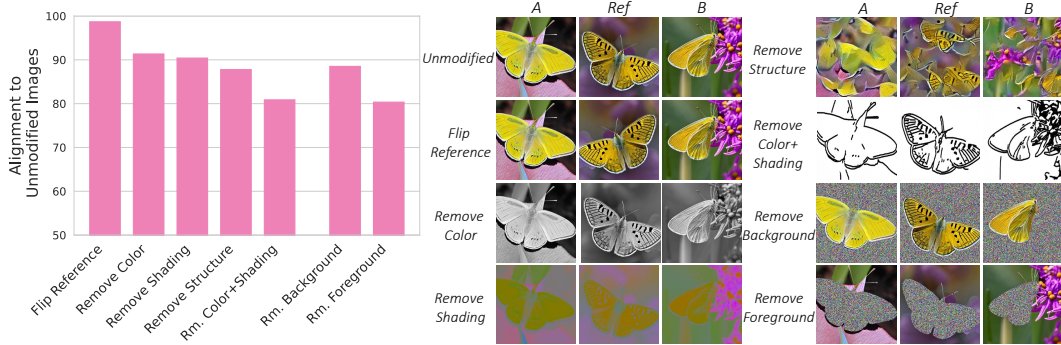 Alignment to
Unmodified Images
100
90
80
70
60
50
Flip Reference
Remove Color
Remove Shading
Remove Structure
Rm. Color+Shading
Rm. Background
Rm. Foreground
A
Ref
B
Unmodified
Flip
Reference
Remove
Color
Remove
Shading
A
Ref
B
Remove
Structure
Remove
Color+
Shading
Remove
Background
Remove
Foreground